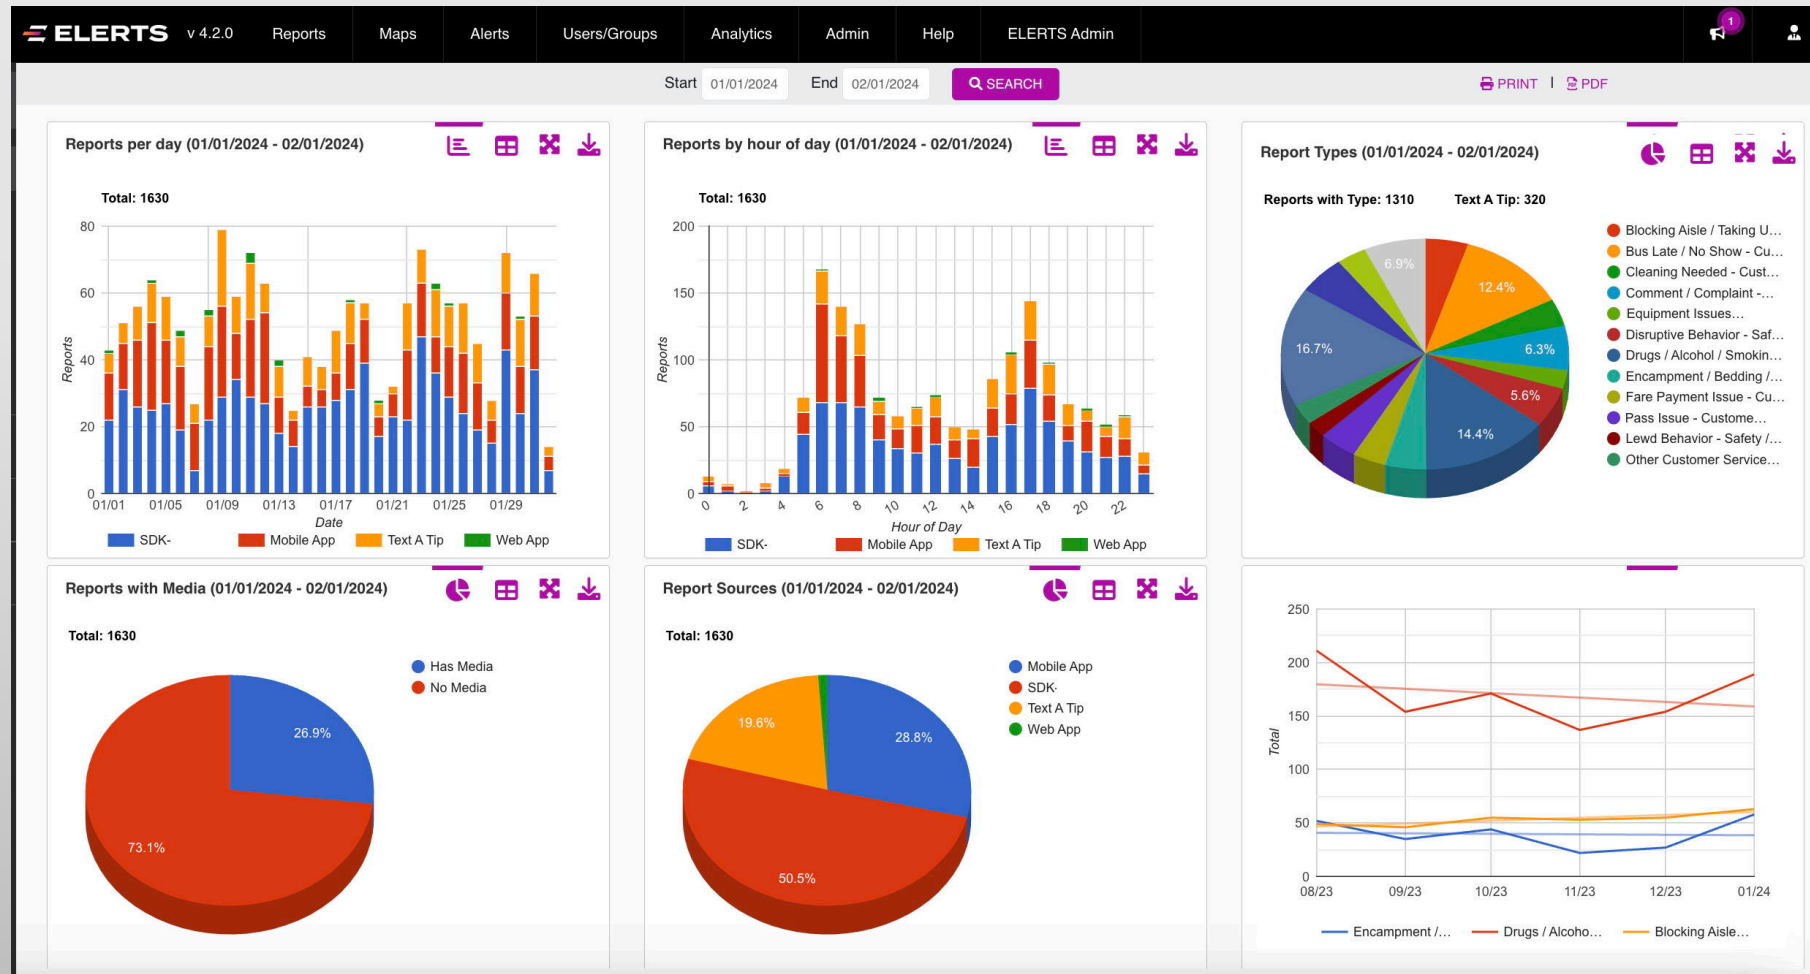 ELERTS v 4.2.0 Reports Maps Alerts Users/Groups Analytics Admin Help ELERTS Admin 1
Start 01/01/2024 End 02/01/2024 SEARCH PRINT | PDF
Reports per day (01/01/2024 - 02/01/2024)
Total: 1630
80
60
40
20
0
Reports
01/01 01/05 01/09 01/13 01/17 01/21 01/25 01/29
Date
SDK- Mobile App Text A Tip Web App
Reports by hour of day (01/01/2024 - 02/01/2024)
Total: 1630
200
150
100
50
0
Reports
0 2 4 6 8 10 12 14 16 18 20 22
Hour of Day
SDK- Mobile App Text A Tip Web App
Report Types (01/01/2024 - 02/01/2024)
Reports with Type: 1310 Text A Tip: 320
6.9%
12.4%
6.3%
5.6%
14.4%
16.7%
Blocking Aisle / Taking U...
Bus Late / No Show - Cu...
Cleaning Needed - Cust...
Comment / Complaint -...
Equipment Issues...
Disruptive Behavior - Saf...
Drugs / Alcohol / Smokin...
Encampment / Bedding /...
Fare Payment Issue - Cu...
Pass Issue - Custome...
Lewd Behavior - Safety /...
Other Customer Service...
Reports with Media (01/01/2024 - 02/01/2024)
Total: 1630
Has Media
No Media
26.9%
73.1%
Report Sources (01/01/2024 - 02/01/2024)
Total: 1630
Mobile App
SDK-
Text A Tip
Web App
19.6%
28.8%
50.5%
250
200
150
100
50
0
Total
08/23 09/23 10/23 11/23 12/23 01/24
Encampment /... Drugs / Alcoho... Blocking Aisle...